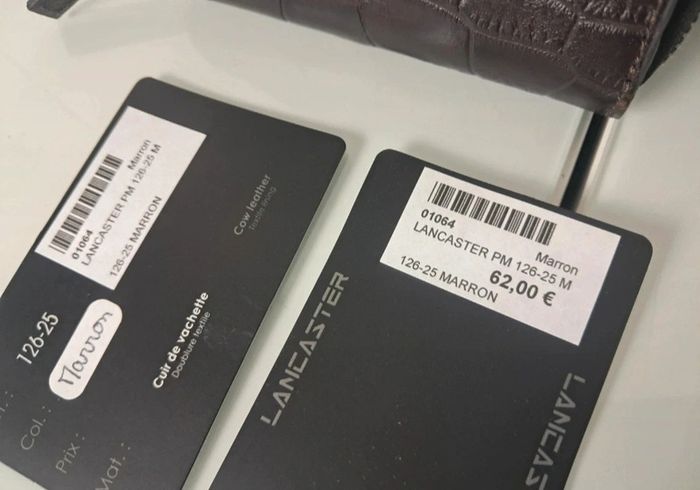 01064
Marron
LANCASTER PM 126-25 M
126-25 MARRON
Cow leather
Textile lining
126-25
Marron
Cuir de vachette
Doublure textile
Col. :
Prix :
Mat. :
01064
Marron
LANCASTER PM 126-25 M
62,00 €
126-25 MARRON
LANCASTER
LANCAS